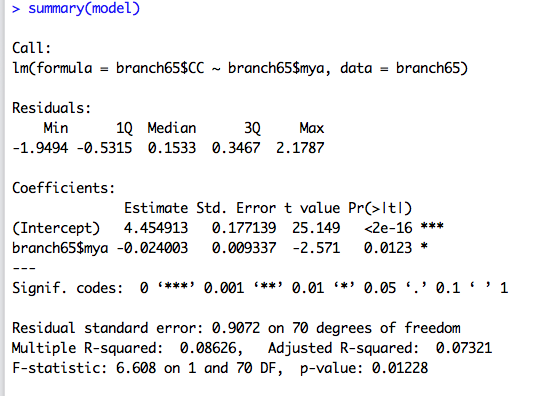 > summary(model)
Call:
lm(formula = branch65$CC ~ branch65$mya, data = branch65)
Residuals:
    Min      1Q  Median      3Q     Max
-1.9494 -0.5315  0.1533  0.3467  2.1787
Coefficients:
              Estimate Std. Error t value Pr(>|t|)
(Intercept)   4.454913   0.177139  25.149   <2e-16 ***
branch65$mya -0.024003   0.009337  -2.571   0.0123 *
---
Signif. codes:  0 ‘***’ 0.001 ‘**’ 0.01 ‘*’ 0.05 ‘.’ 0.1 ‘ ’ 1
Residual standard error: 0.9072 on 70 degrees of freedom
Multiple R-squared:  0.08626,	Adjusted R-squared:  0.07321
F-statistic: 6.608 on 1 and 70 DF,  p-value: 0.01228